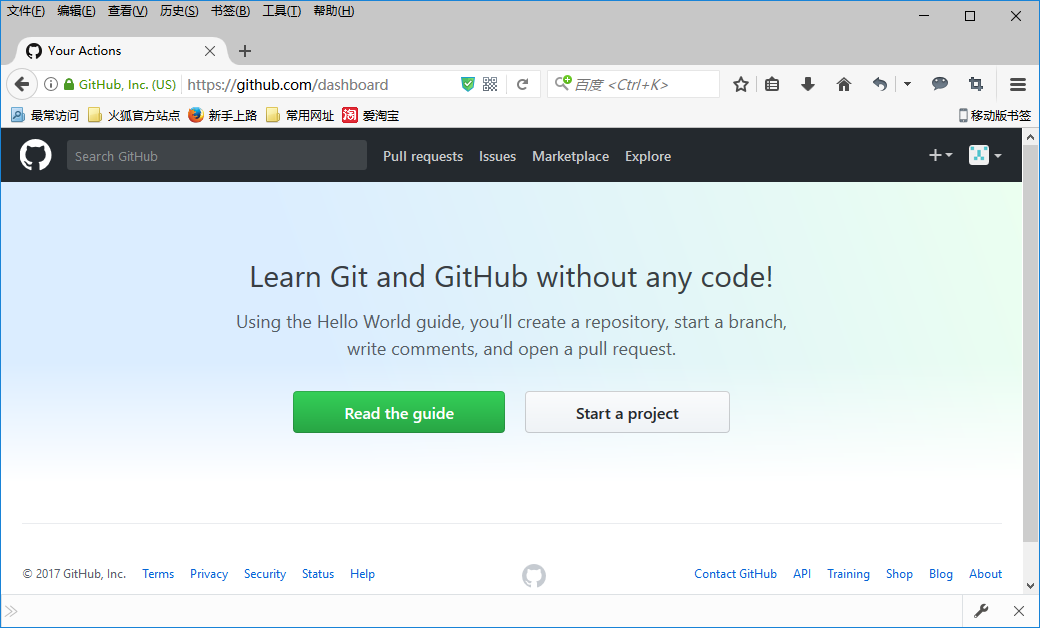 文件(F) 编辑(E) 查看(V) 历史(S) 书签(B) 工具(T) 帮助(H)
Your Actions
GitHub, Inc. (US) https://github.com/dashboard 百度 <Ctrl+K>
最常访问 火狐官方站点 新手上路 常用网址 淘 爱淘宝 移动版书签
Search GitHub Pull requests Issues Marketplace Explore
Learn Git and GitHub without any code!
Using the Hello World guide, you’ll create a repository, start a branch,
write comments, and open a pull request.
Read the guide Start a project
© 2017 GitHub, Inc. Terms Privacy Security Status Help Contact GitHub API Training Shop Blog About